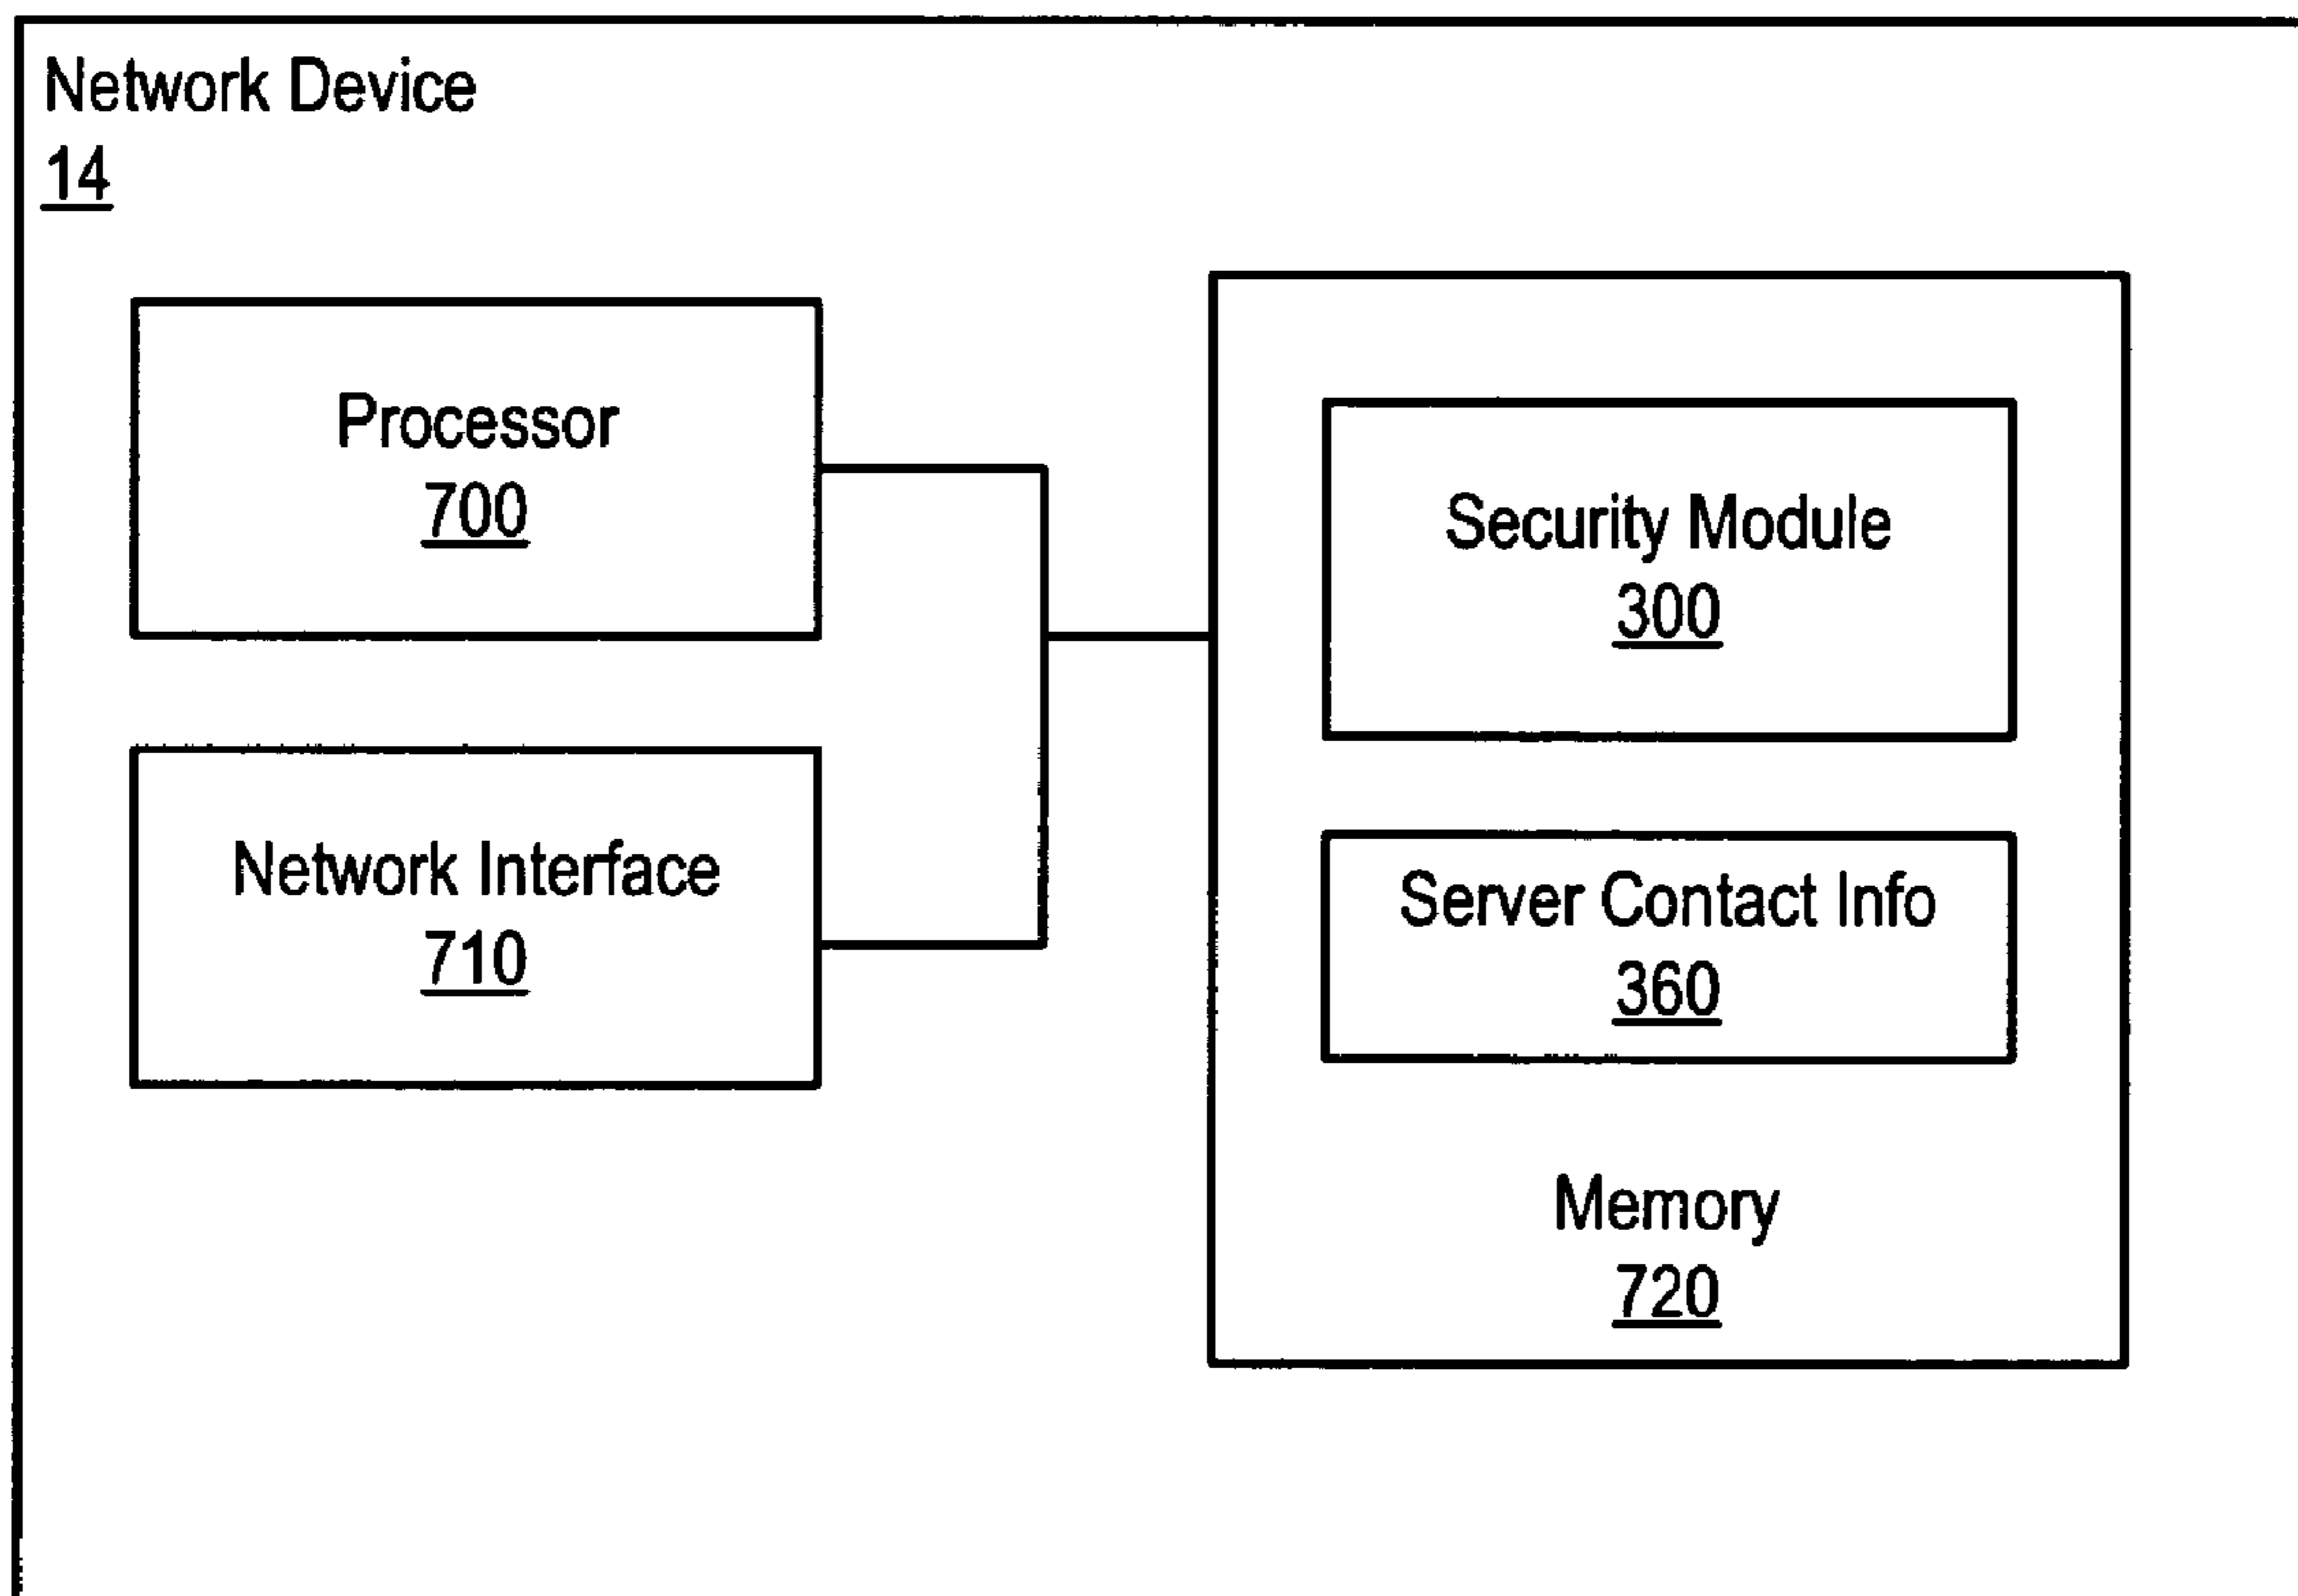 Network Device
14
Processor
700
Network Interface
710
Security Module
300
Server Contact Info
360
Memory
720